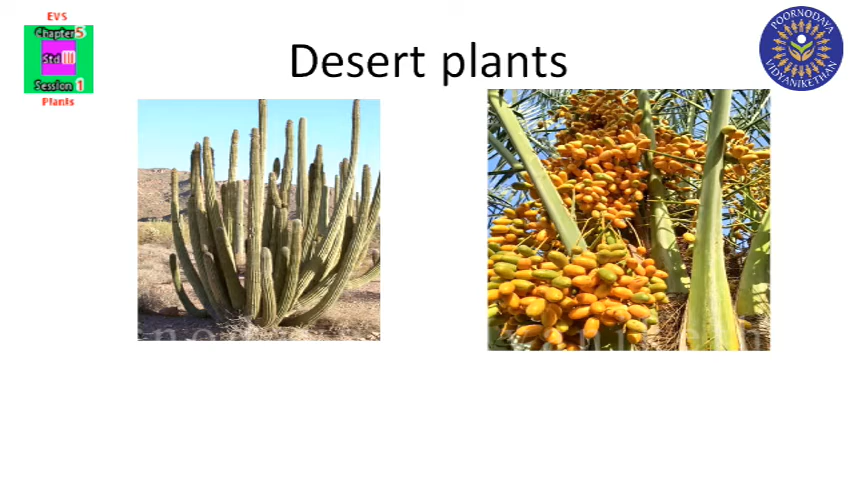 EVS
Chapter 5
Std III
Session 1
Plants
Desert plants
POORNODAYA
VIDYANIKETHAN